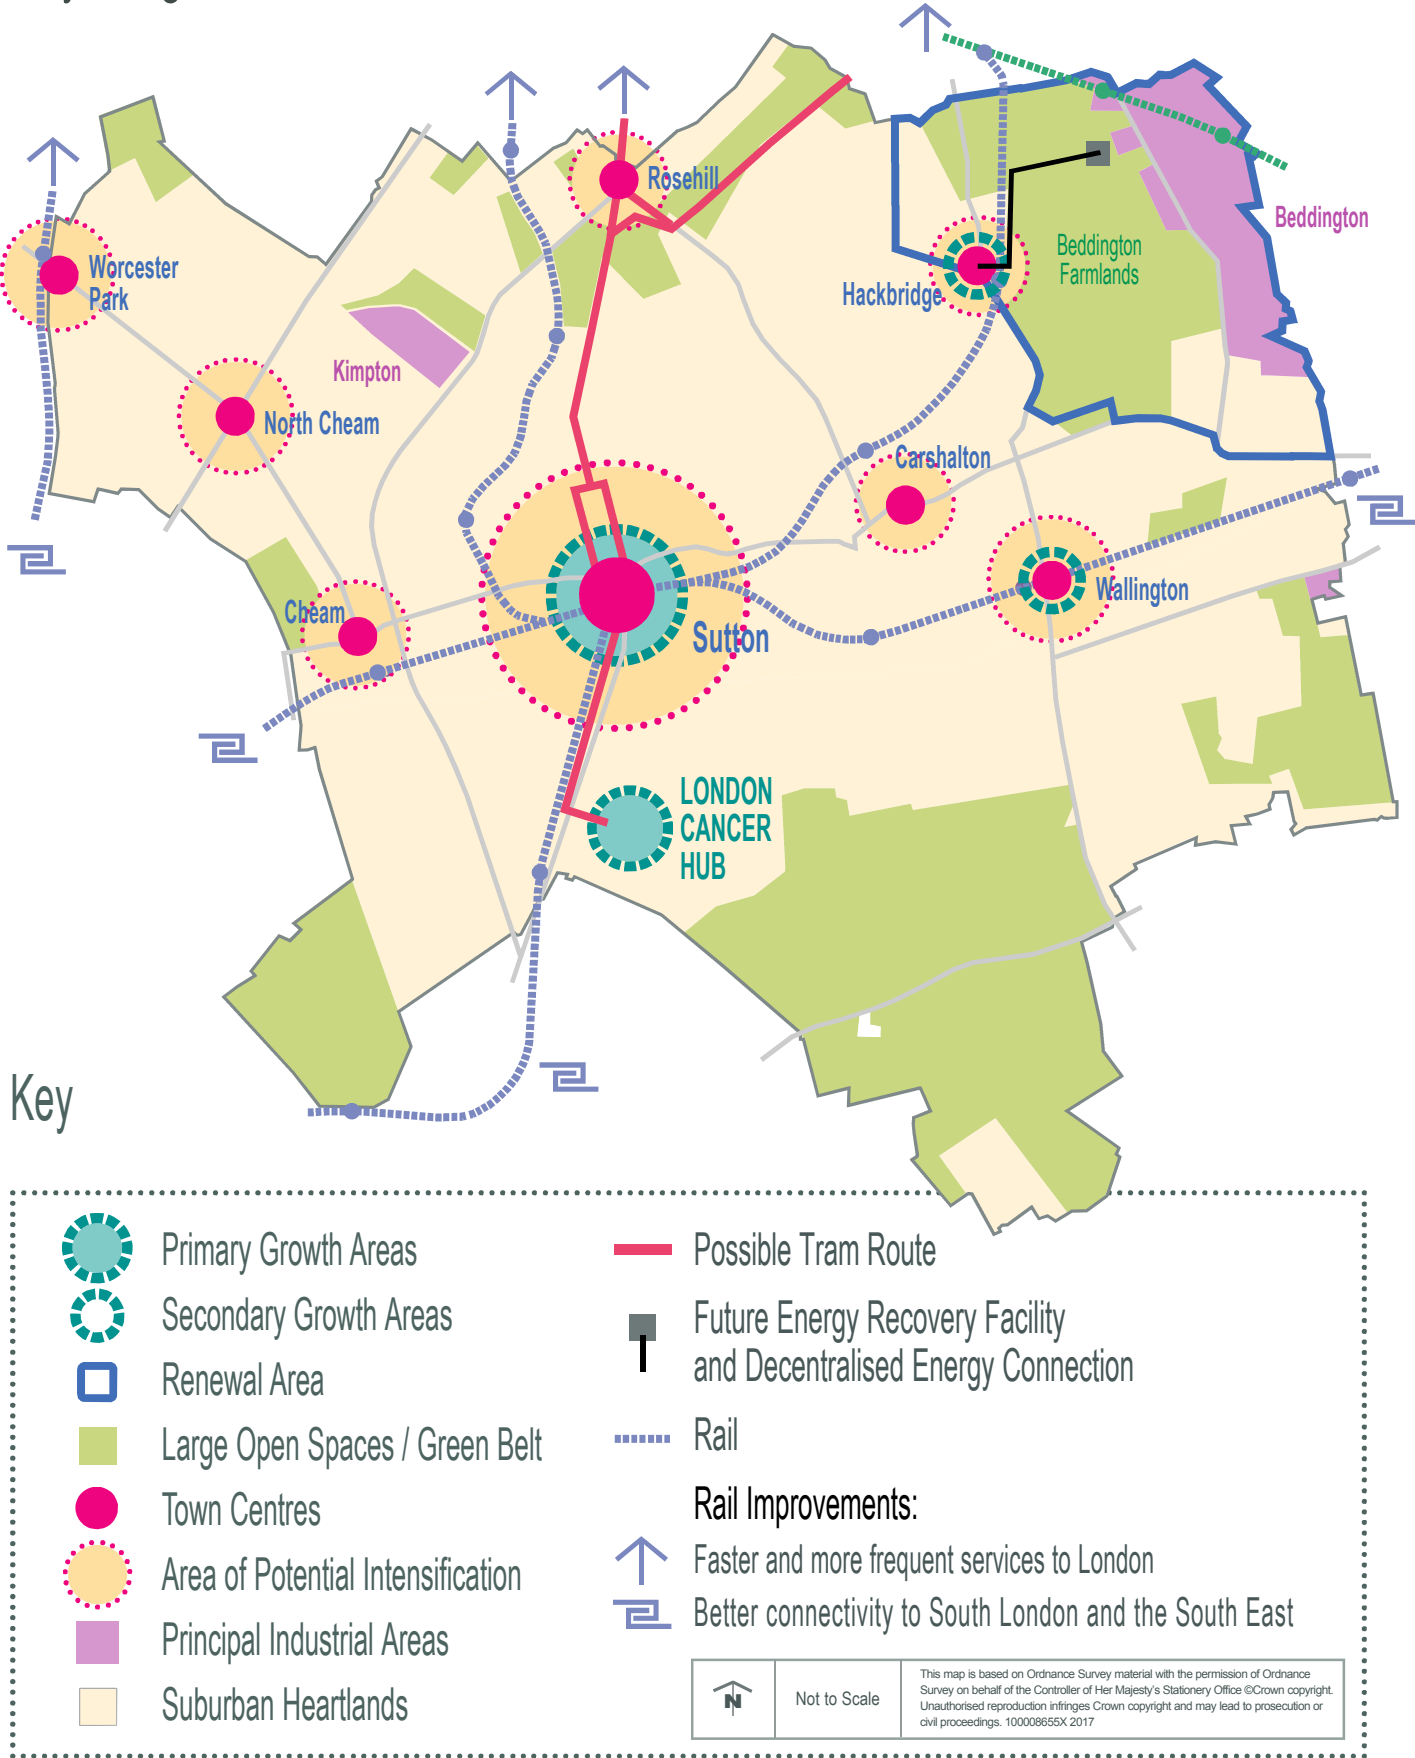 Rosehill
Beddington
Worcester
Park
Beddington
Farmlands
Hackbridge
Kimpton
North Cheam
Carshalton
Wallington
Cheam
Sutton
LONDON
CANCER
HUB
Key
Primary Growth Areas
Secondary Growth Areas
Renewal Area
Large Open Spaces / Green Belt
Town Centres
Area of Potential Intensification
Principal Industrial Areas
Suburban Heartlands
Possible Tram Route
Future Energy Recovery Facility
and Decentralised Energy Connection
Rail
Rail Improvements:
Faster and more frequent services to London
Better connectivity to South London and the South East
N
Not to Scale
This map is based on Ordnance Survey material with the permission of Ordnance
Survey on behalf of the Controller of Her Majesty's Stationery Office ©Crown copyright.
Unauthorised reproduction infringes Crown copyright and may lead to prosecution or
civil proceedings. 100008655X 2017